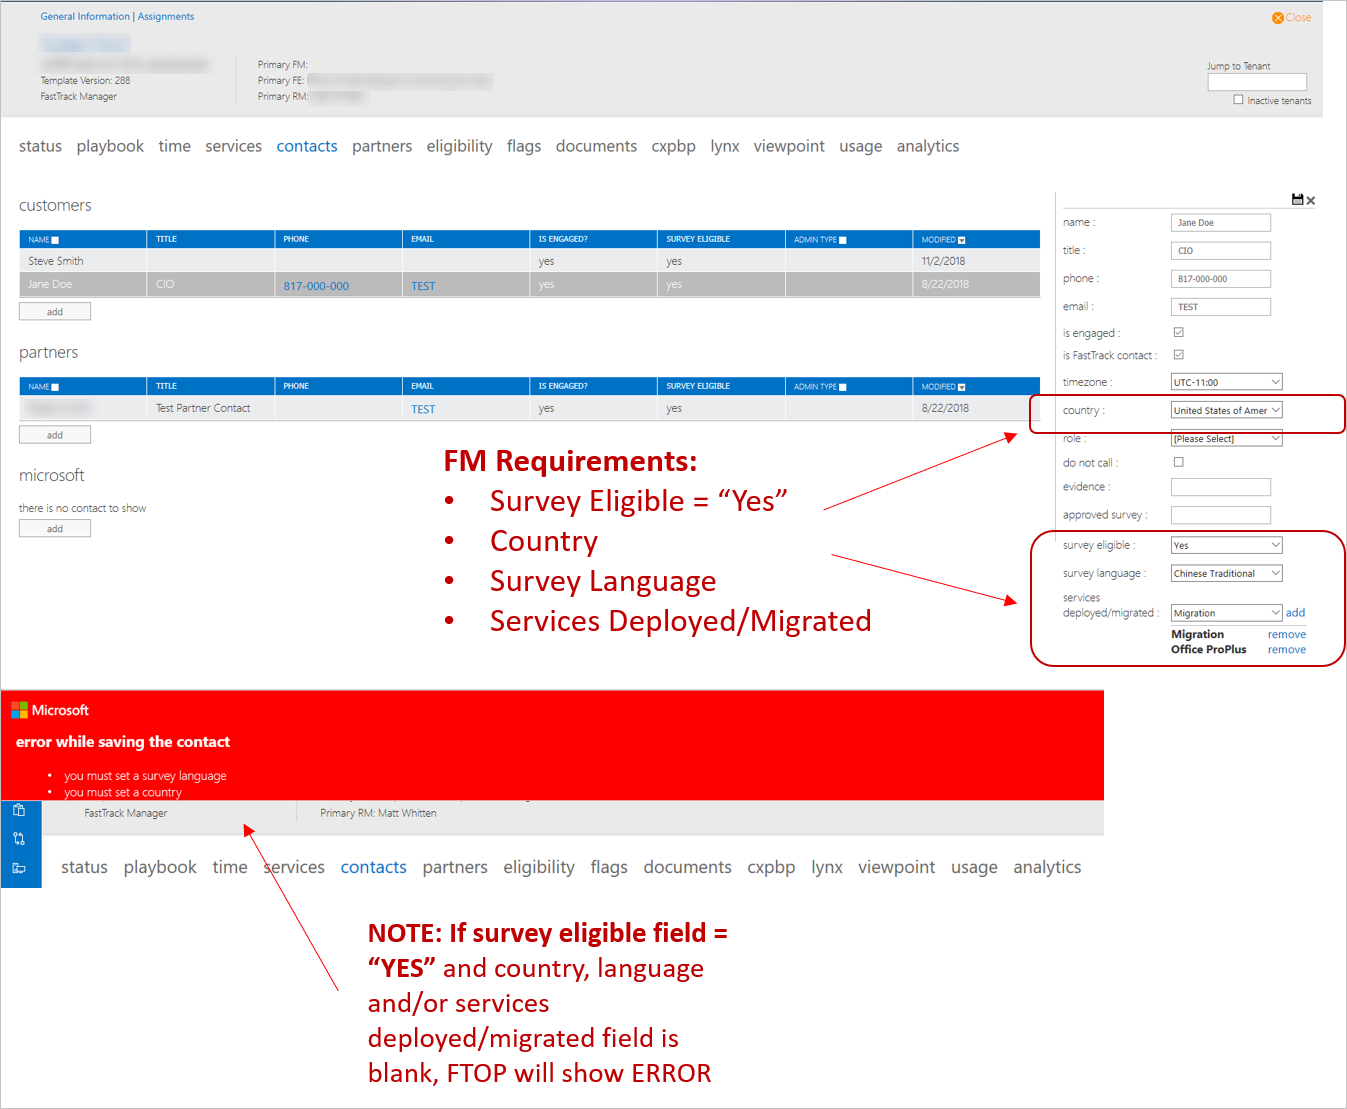 General Information | Assignments
Close
Template Version: 288
FastTrack Manager
Primary FM:
Primary FE:
Primary RM:
Jump to Tenant
Inactive tenants
status playbook time services contacts partners eligibility flags documents cxpbp lynx viewpoint usage analytics
customers
NAME TITLE PHONE EMAIL IS ENGAGED? SURVEY ELIGIBLE ADMIN TYPE MODIFIED
Steve Smith yes yes 11/2/2018
Jane Doe CIO 817-000-000 TEST yes yes 8/22/2018
add
partners
NAME TITLE PHONE EMAIL IS ENGAGED? SURVEY ELIGIBLE ADMIN TYPE MODIFIED
Test Partner Contact TEST yes yes 8/22/2018
add
microsoft
there is no contact to show
add
name : Jane Doe
title : CIO
phone : 817-000-000
email : TEST
is engaged :
is FastTrack contact :
timezone : UTC-11:00
country : United States of Amer
role : [Please Select]
do not call :
evidence :
approved survey :
survey eligible : Yes
survey language : Chinese Traditional
services
deployed/migrated : Migration add
Migration remove
Office ProPlus remove
FM Requirements:
• Survey Eligible = “Yes”
• Country
• Survey Language
• Services Deployed/Migrated
Microsoft
error while saving the contact
• you must set a survey language
• you must set a country
FastTrack Manager
Primary RM: Matt Whitten
status playbook time services contacts partners eligibility flags documents cxpbp lynx viewpoint usage analytics
NOTE: If survey eligible field =
“YES” and country, language
and/or services
deployed/migrated field is
blank, FTOP will show ERROR